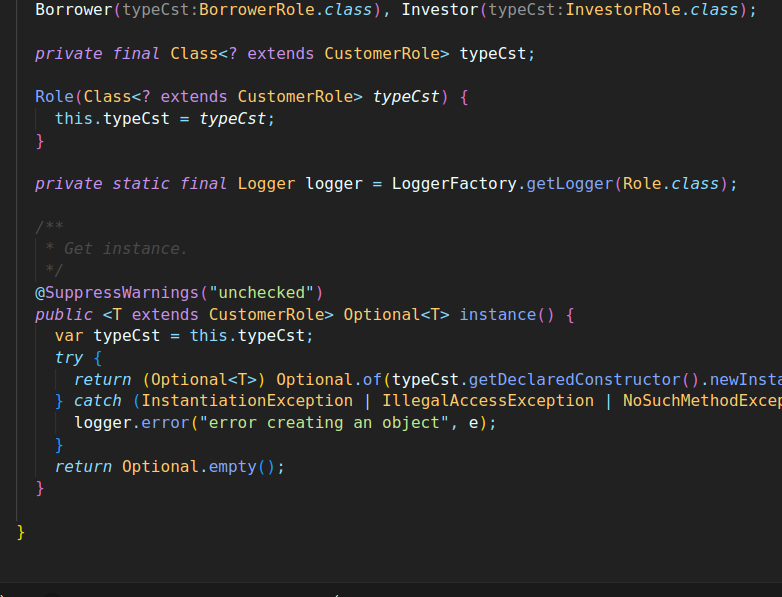 Borrower(typeCst:BorrowerRole.class), Investor(typeCst:InvestorRole.class);
private final Class<? extends CustomerRole> typeCst;
Role(Class<? extends CustomerRole> typeCst) {
this.typeCst = typeCst;
}
private static final Logger logger = LoggerFactory.getLogger(Role.class);
/**
* Get instance.
*/
@SuppressWarnings("unchecked")
public <T extends CustomerRole> Optional<T> instance() {
var typeCst = this.typeCst;
try {
return (Optional<T>) Optional.of(typeCst.getDeclaredConstructor().newInsta
} catch (InstantiationException | IllegalAccessException | NoSuchMethodExcep
logger.error("error creating an object", e);
}
return Optional.empty();
}
}